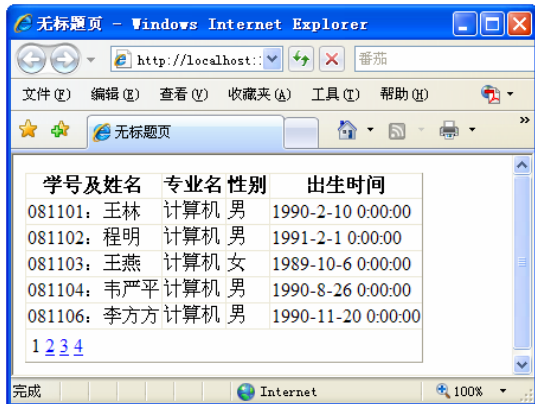 无标题页 - Windows Internet Explorer
http://localhost:
番茄
文件(F) 编辑(E) 查看(V) 收藏夹(A) 工具(T) 帮助(H)
无标题页
学号及姓名 专业名 性别 出生时间
081101：王林 计算机 男 1990-2-10 0:00:00
081102：程明 计算机 男 1991-2-1 0:00:00
081103：王燕 计算机 女 1989-10-6 0:00:00
081104：韦严平 计算机 男 1990-8-26 0:00:00
081106：李方方 计算机 男 1990-11-20 0:00:00
1 2 3 4
完成 Internet 100%